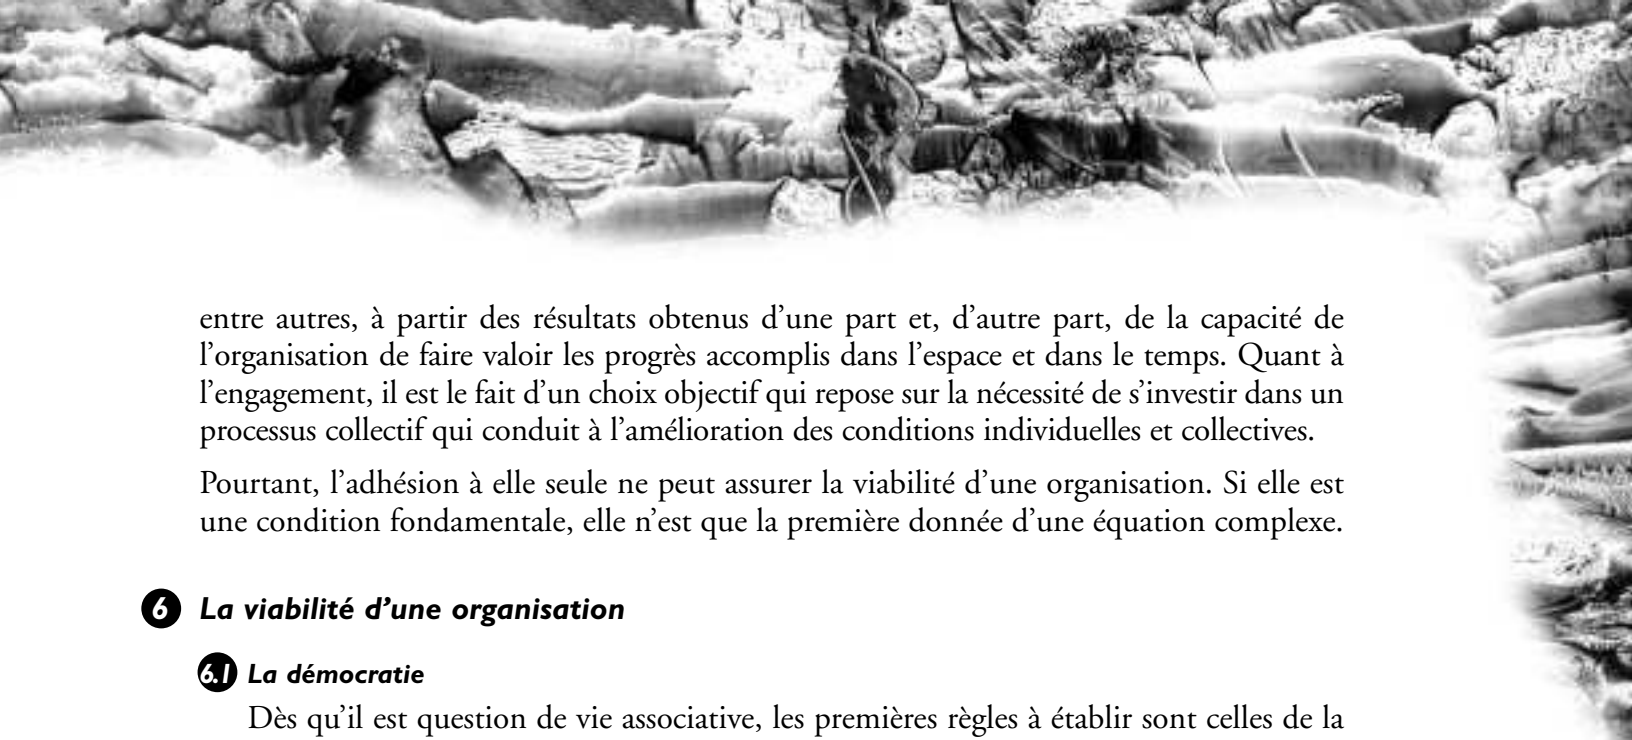 entre autres, à partir des résultats obtenus d’une part et, d’autre part, de la capacité de
l’organisation de faire valoir les progrès accomplis dans l’espace et dans le temps. Quant à
l’engagement, il est le fait d’un choix objectif qui repose sur la nécessité de s’investir dans un
processus collectif qui conduit à l’amélioration des conditions individuelles et collectives.
Pourtant, l’adhésion à elle seule ne peut assurer la viabilité d’une organisation. Si elle est
une condition fondamentale, elle n’est que la première donnée d’une équation complexe.
6 La viabilité d’une organisation
6.1 La démocratie
Dès qu’il est question de vie associative, les premières règles à établir sont celles de la